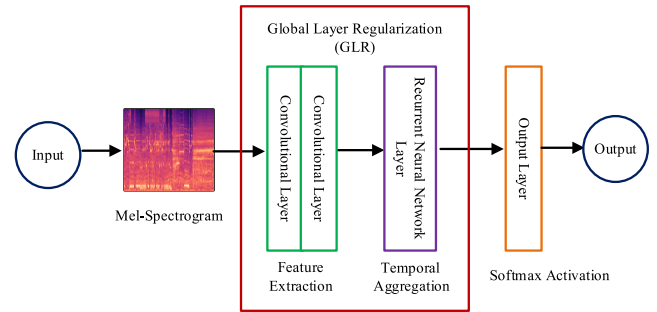 Global Layer Regularization
(GLR)
Input
Mel-Spectrogram
Convolutional Layer
Convolutional Layer
Feature
Extraction
Recurrent Neural Network
Layer
Temporal
Aggregation
Output Layer
Softmax Activation
Output